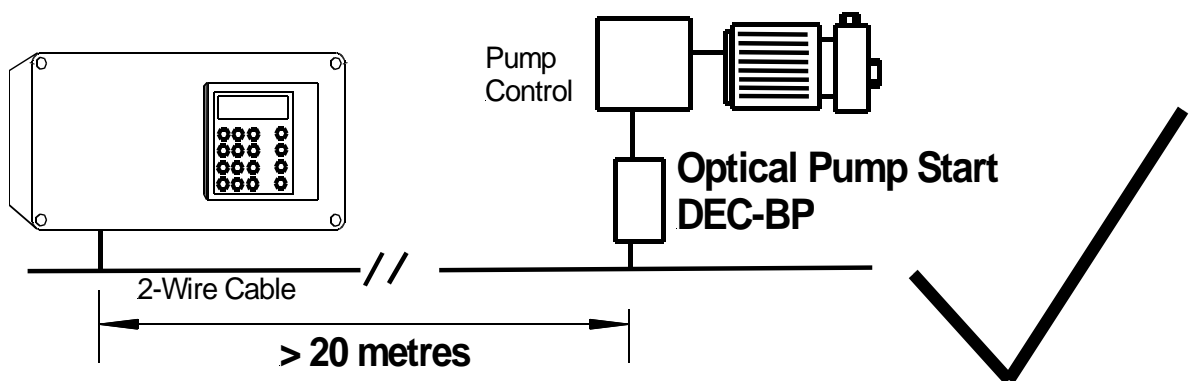 Pump
Control
Optical Pump Start
DEC-BP
2-Wire Cable
> 20 metres